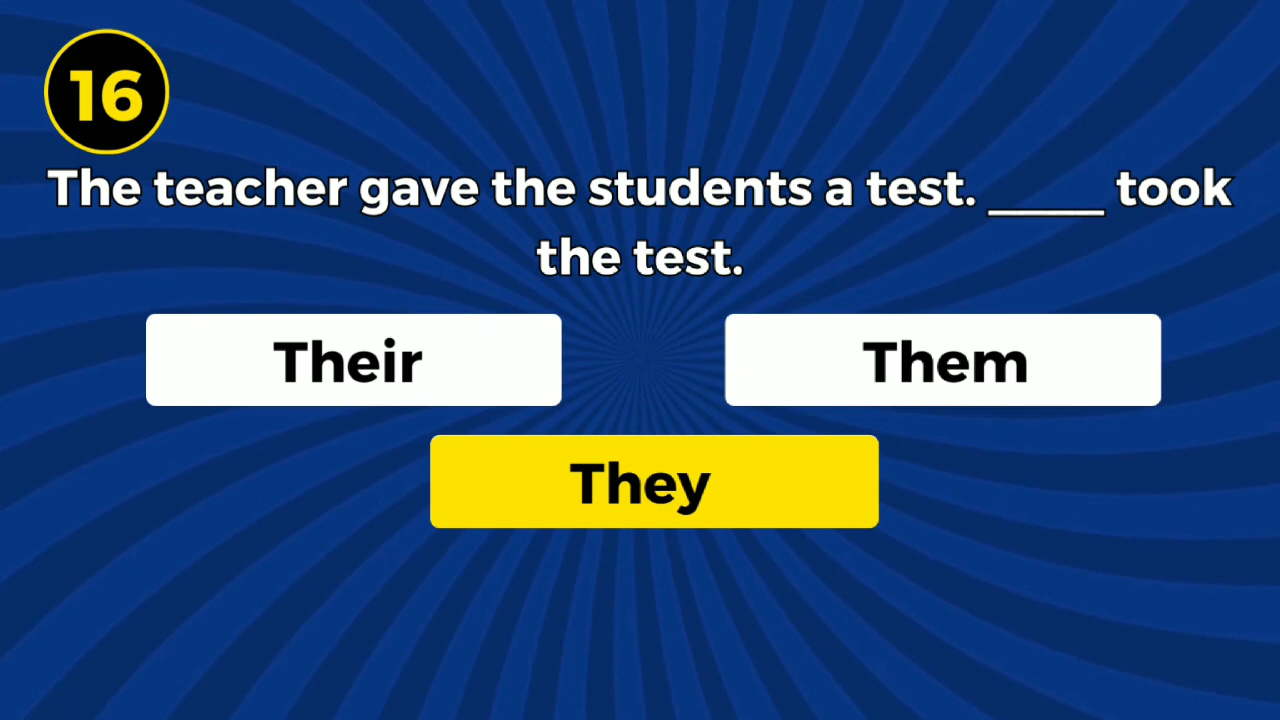 16
The teacher gave the students a test. _____ took
the test.
Their
Them
They